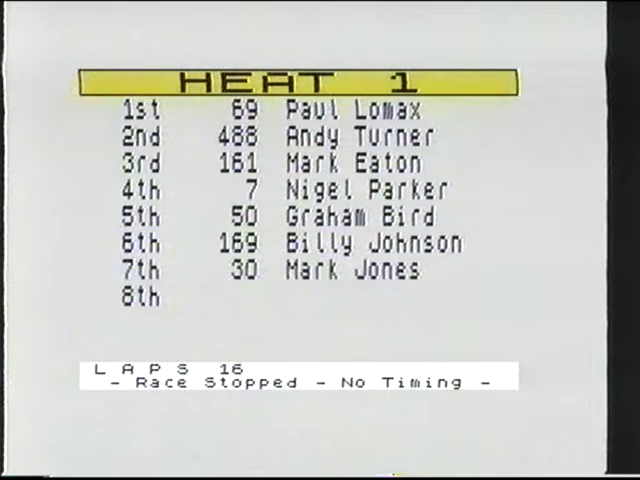 HEAT 1
1st 69 Paul Lomax
2nd 488 Andy Turner
3rd 161 Mark Eaton
4th 7 Nigel Parker
5th 50 Graham Bird
6th 169 Billy Johnson
7th 30 Mark Jones
8th
LAPS 16
- Race Stopped - No Timing -